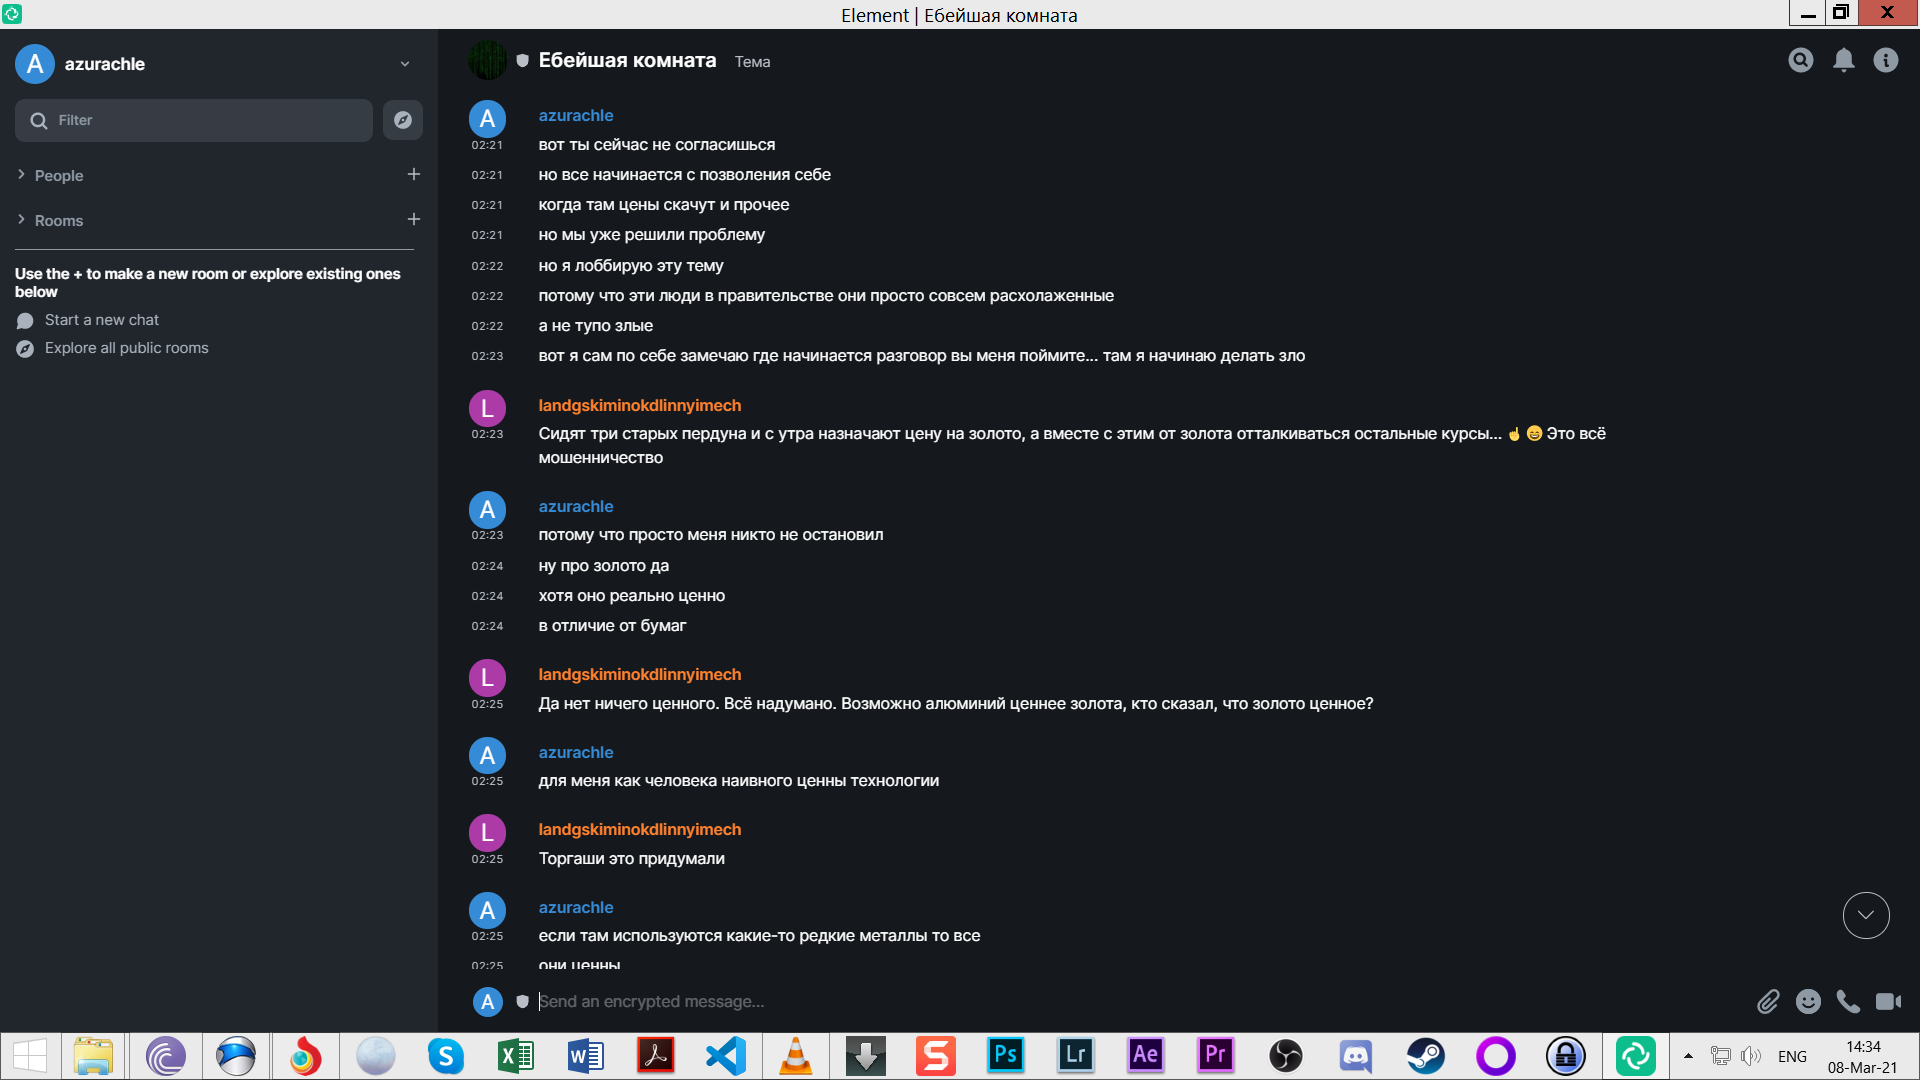 Element | Ебейшая комната
A azurachle
Filter
People
Rooms
Use the + to make a new room or explore existing ones
below
Start a new chat
Explore all public rooms
Ебейшая комната Тема
A azurachle
02:21 вот ты сейчас не согласишься
02:21 но все начинается с позволения себе
02:21 когда там цены скачут и прочее
02:21 но мы уже решили проблему
02:22 но я лоббирую эту тему
02:22 потому что эти люди в правительстве они просто совсем расхолаженные
02:22 а не тупо злые
02:23 вот я сам по себе замечаю где начинается разговор вы меня поймите... там я начинаю делать зло
L landgskiminokdlinnyimech
02:23 Сидят три старых пердуна и с утра назначают цену на золото, а вместе с этим от золота отталкиваться остальные курсы... ☝😄 Это всё
мошенничество
A azurachle
02:23 потому что просто меня никто не остановил
02:24 ну про золото да
02:24 хотя оно реально ценно
02:24 в отличие от бумаг
L landgskiminokdlinnyimech
02:25 Да нет ничего ценного. Всё надумано. Возможно алюминий ценнее золота, кто сказал, что золото ценное?
A azurachle
02:25 для меня как человека наивного ценны технологии
L landgskiminokdlinnyimech
02:25 Торгаши это придумали
A azurachle
02:25 если там используются какие-то редкие металлы то все
02:25 они ценны
A Send an encrypted message...
S X W S Ps Lr Ae Pr ENG 14:34
08-Mar-21